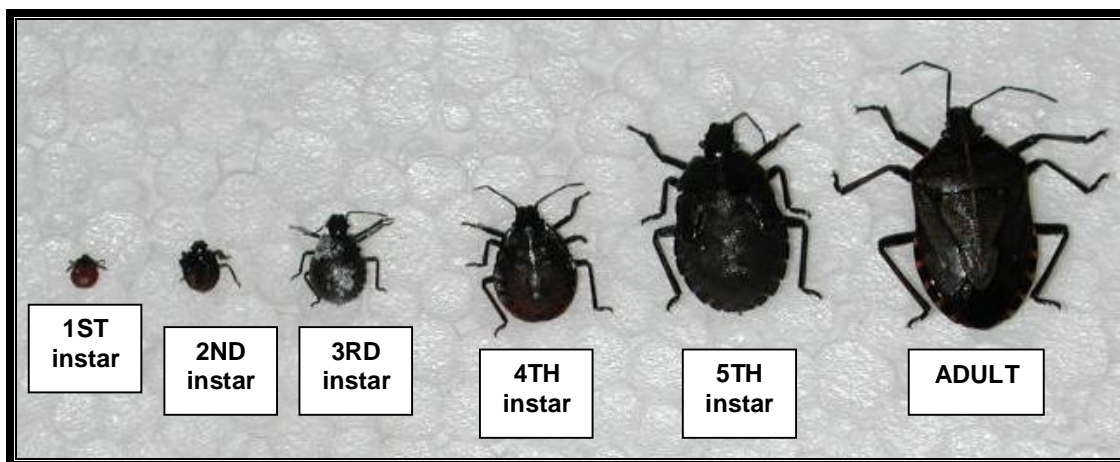 1ST
instar
2ND
instar
3RD
instar
4TH
instar
5TH
instar
ADULT